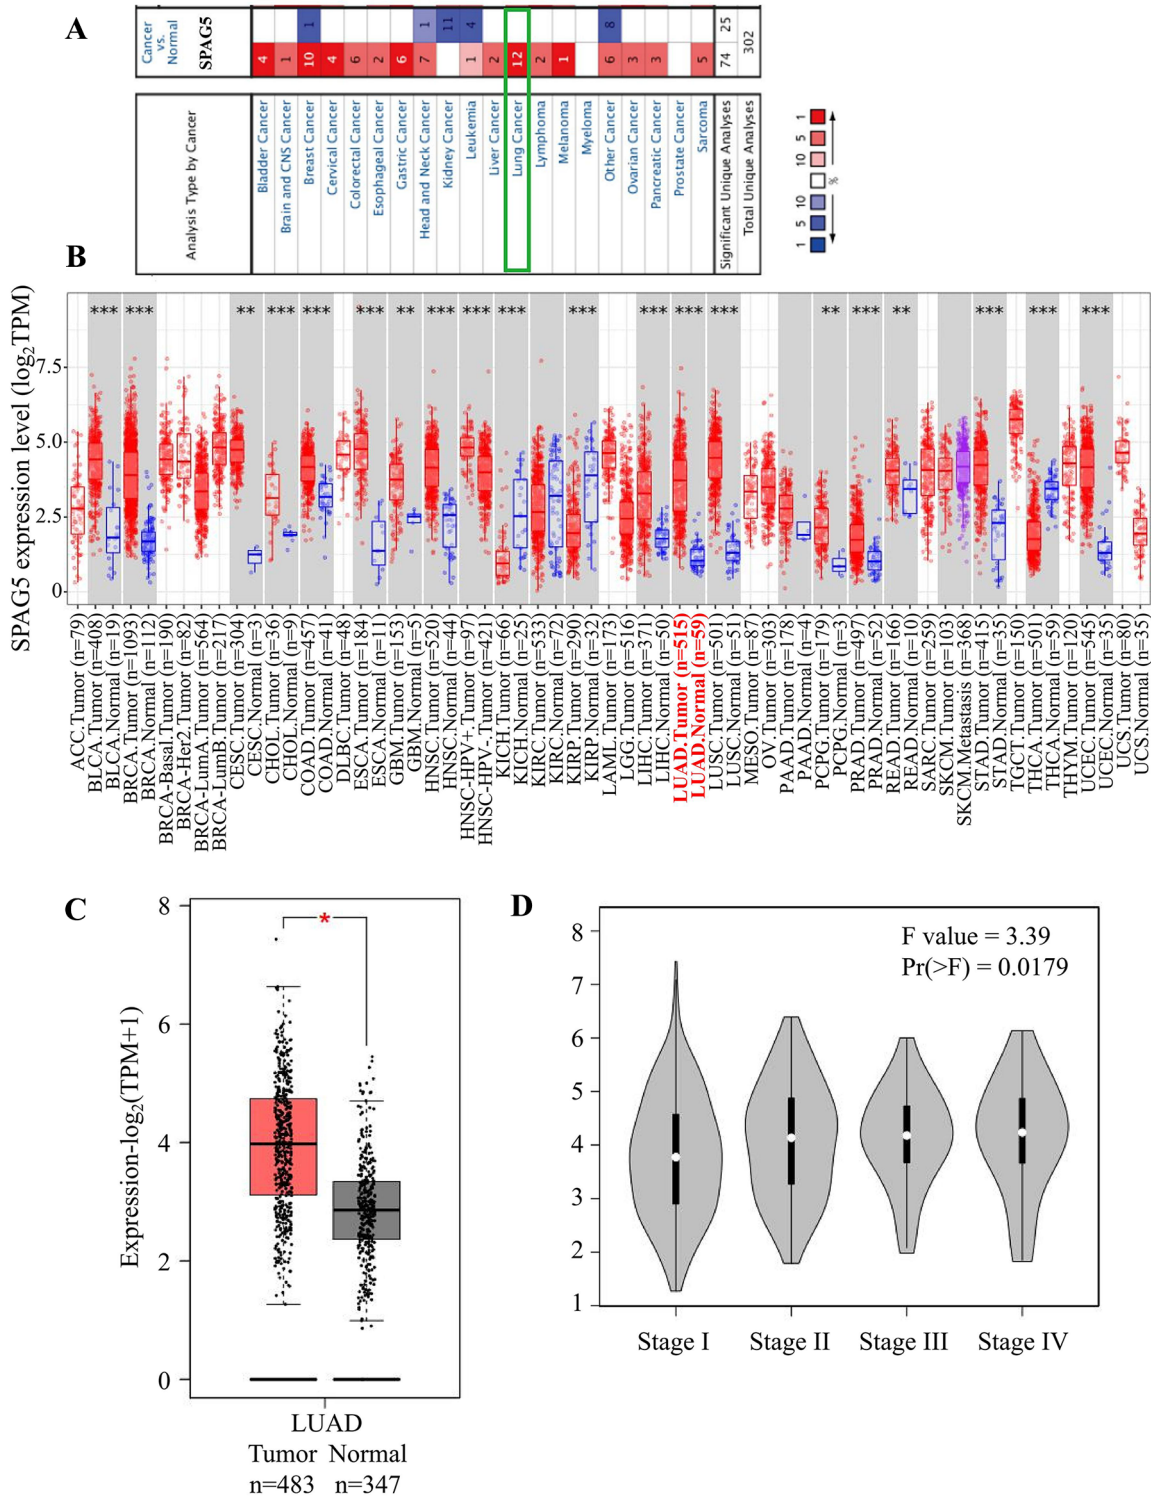 A
Cancer
vs.
Normal
SPAG5
1
1
11
4
8
25
4
1
10
4
6
2
6
7
1
2
12
2
1
6
3
3
5
74
302
Analysis Type by Cancer
Bladder Cancer
Brain and CNS Cancer
Breast Cancer
Cervical Cancer
Colorectal Cancer
Esophageal Cancer
Gastric Cancer
Head and Neck Cancer
Kidney Cancer
Leukemia
Liver Cancer
Lung Cancer
Lymphoma
Melanoma
Myeloma
Other Cancer
Ovarian Cancer
Pancreatic Cancer
Prostate Cancer
Sarcoma
Significant Unique Analyses
Total Unique Analyses
1
5
10
%
10
5
1
B
SPAG5 expression level (log2TPM)
*** *** ** *** *** *** ** *** *** *** *** *** *** *** ** *** ** *** *** ***
7.5
5.0
2.5
0
ACC.Tumor (n=79)
BLCA.Tumor (n=408)
BLCA.Normal (n=19)
BRCA.Tumor (n=1093)
BRCA.Normal (n=112)
BRCA-Basal.Tumor (n=190)
BRCA-Her2.Tumor (n=82)
BRCA-LumA.Tumor (n=564)
BRCA-LumB.Tumor (n=217)
CESC.Tumor (n=304)
CESC.Normal (n=3)
CHOL.Tumor (n=36)
CHOL.Normal (n=9)
COAD.Tumor (n=457)
COAD.Normal (n=41)
DLBC.Tumor (n=48)
ESCA.Tumor (n=184)
ESCA.Normal (n=11)
GBM.Tumor (n=153)
GBM.Normal (n=5)
HNSC.Tumor (n=520)
HNSC.Normal (n=44)
HNSC-HPV+.Tumor (n=97)
HNSC-HPV-.Tumor (n=421)
KICH.Tumor (n=66)
KICH.Normal (n=25)
KIRC.Tumor (n=533)
KIRC.Normal (n=72)
KIRP.Tumor (n=290)
KIRP.Normal (n=32)
LAML.Tumor (n=173)
LGG.Tumor (n=516)
LIHC.Tumor (n=371)
LIHC.Normal (n=50)
LUAD.Tumor (n=515)
LUAD.Normal (n=59)
LUSC.Tumor (n=501)
LUSC.Normal (n=51)
MESO.Tumor (n=87)
OV.Tumor (n=303)
PAAD.Tumor (n=178)
PAAD.Normal (n=4)
PCPG.Tumor (n=179)
PCPG.Normal (n=3)
PRAD.Tumor (n=497)
PRAD.Normal (n=52)
READ.Tumor (n=166)
READ.Normal (n=10)
SARC.Tumor (n=259)
SKCM.Tumor (n=103)
SKCM.Metastasis (n=368)
STAD.Tumor (n=415)
STAD.Normal (n=35)
TGCT.Tumor (n=150)
THCA.Tumor (n=501)
THCA.Normal (n=59)
THYM.Tumor (n=120)
UCEC.Tumor (n=545)
UCEC.Normal (n=35)
UCS.Tumor (n=80)
UCS.Normal (n=35)
C
Expression-log2(TPM+1)
8
6
4
2
0
*
LUAD
Tumor Normal
n=483 n=347
D
F value = 3.39
Pr(>F) = 0.0179
8
7
6
5
4
3
2
1
Stage I Stage II Stage III Stage IV